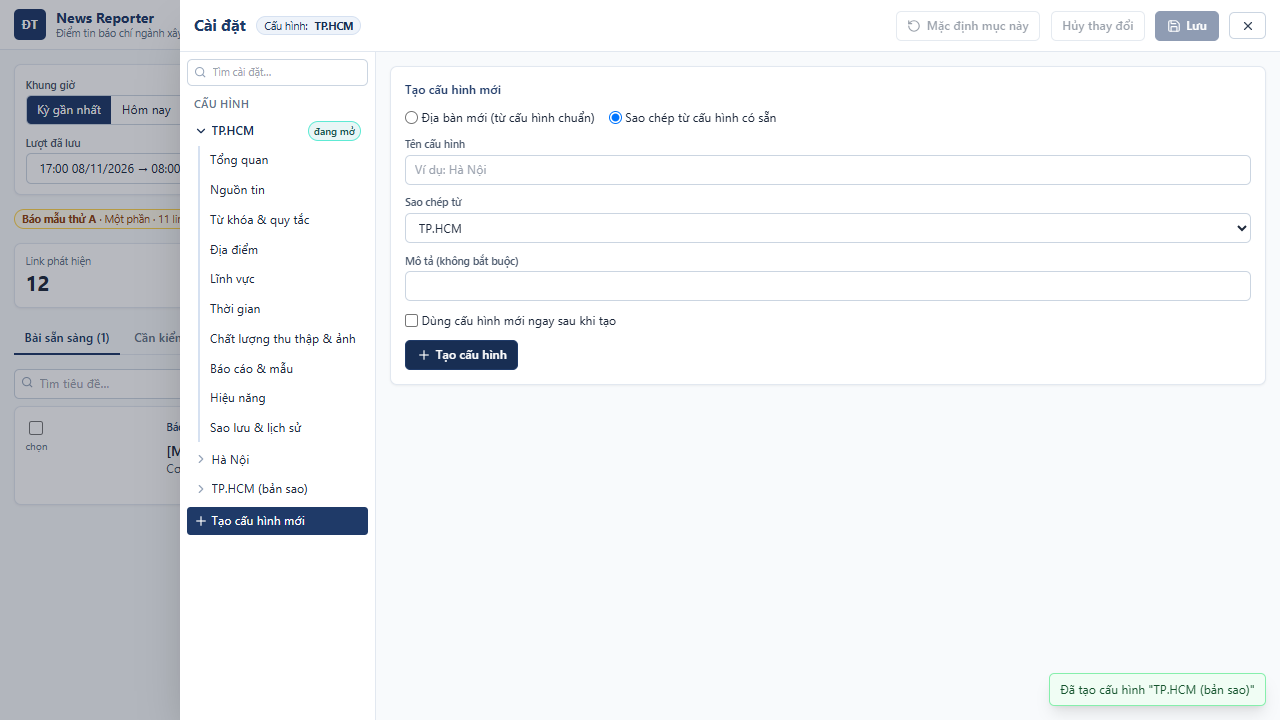 ĐT
News Reporter
Điểm tin báo chí ngành xây
Khung giờ
Kỳ gần nhất
Hôm nay
Lượt đã lưu
17:00 08/11/2026 → 08:00
Báo mẫu thử A · Một phần · 11 lin
Link phát hiện
12
Bài sẵn sàng (1)
Cần kiểm
Tìm tiêu đề...
chọn
Báo
[M
Cơ
Cài đặt
Cấu hình: TP.HCM
Mặc định mục này
Hủy thay đổi
Lưu
Tìm cài đặt...
CẤU HÌNH
TP.HCM
đang mở
Tổng quan
Nguồn tin
Từ khóa & quy tắc
Địa điểm
Lĩnh vực
Thời gian
Chất lượng thu thập & ảnh
Báo cáo & mẫu
Hiệu năng
Sao lưu & lịch sử
Hà Nội
TP.HCM (bản sao)
Tạo cấu hình mới
Tạo cấu hình mới
Địa bàn mới (từ cấu hình chuẩn)
Sao chép từ cấu hình có sẵn
Tên cấu hình
Ví dụ: Hà Nội
Sao chép từ
TP.HCM
Mô tả (không bắt buộc)
Dùng cấu hình mới ngay sau khi tạo
Tạo cấu hình
Đã tạo cấu hình "TP.HCM (bản sao)"